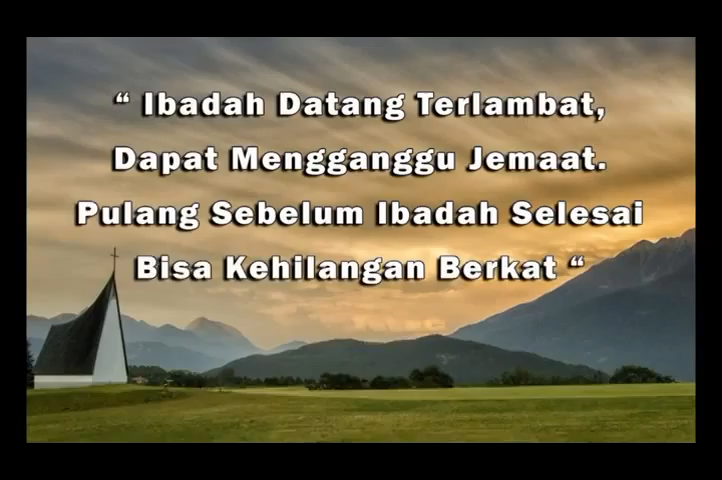 “ Ibadah Datang Terlambat,
Dapat Mengganggu Jemaat.
Pulang Sebelum Ibadah Selesai
Bisa Kehilangan Berkat “